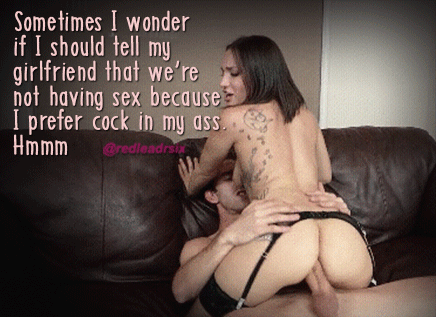 Sometimes I wonder
if I should tell my
girlfriend that we're
not having sex because
I prefer cock in my ass.
Hmmm
@redleadrsix